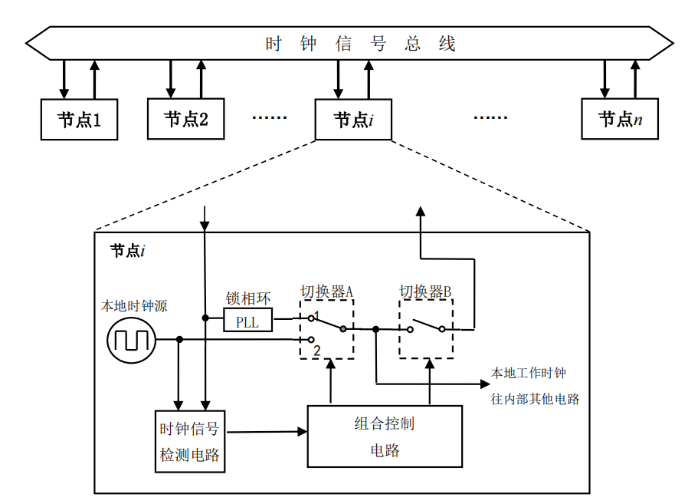 时钟信号总线
节点1
节点2
······
节点i
······
节点n
节点i
本地时钟源
锁相环
PLL
切换器A
1
2
切换器B
本地工作时钟
往内部其他电路
时钟信号
检测电路
组合控制
电路